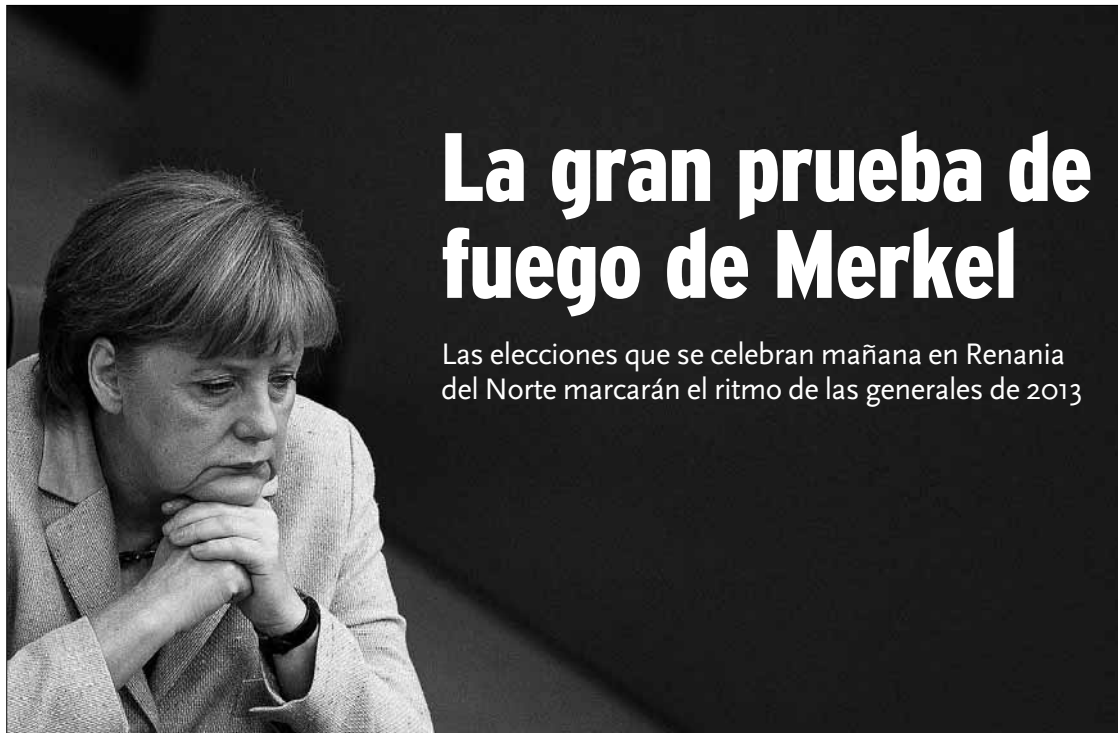 La gran prueba de
fuego de Merkel
Las elecciones que se celebran mañana en Renania
del Norte marcarán el ritmo de las generales de 2013